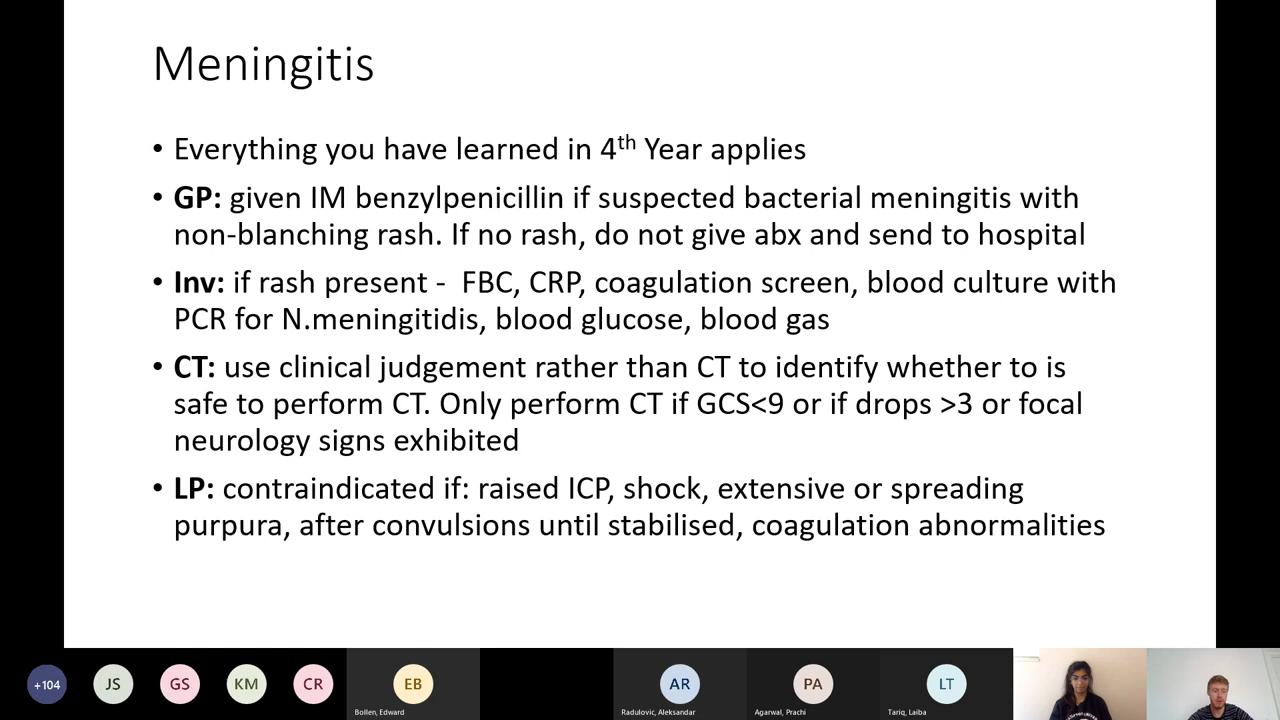 Meningitis
• Everything you have learned in 4th Year applies
• GP: given IM benzylpenicillin if suspected bacterial meningitis with
non-blanching rash. If no rash, do not give abx and send to hospital
• Inv: if rash present - FBC, CRP, coagulation screen, blood culture with
PCR for N.meningitidis, blood glucose, blood gas
• CT: use clinical judgement rather than CT to identify whether to is
safe to perform CT. Only perform CT if GCS<9 or if drops >3 or focal
neurology signs exhibited
• LP: contraindicated if: raised ICP, shock, extensive or spreading
purpura, after convulsions until stabilised, coagulation abnormalities
+104 JS GS KM CR EB AR PA LT
Bollen, Edward Radulovic, Aleksandar Agarwal, Prachi Tariq, Laiba